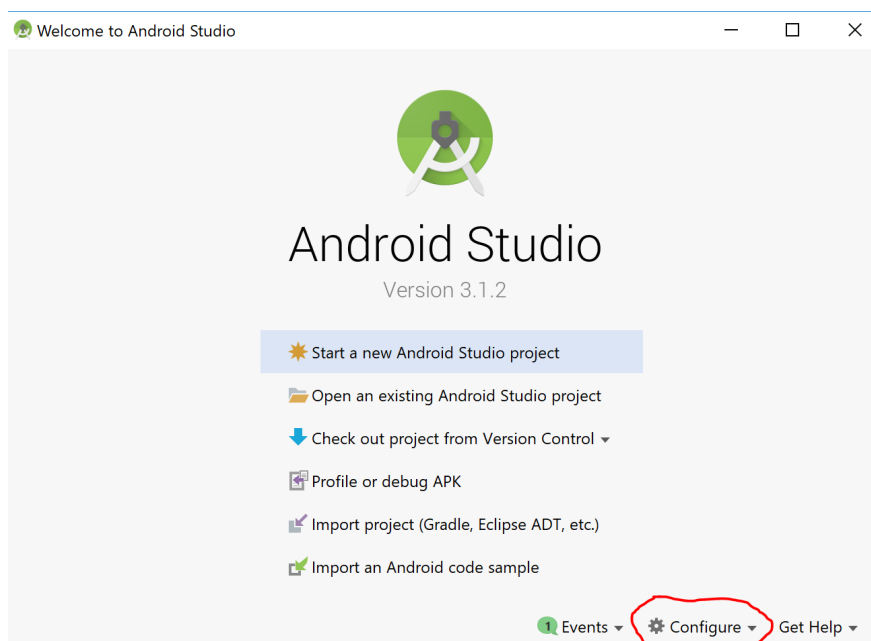 Welcome to Android Studio
Android Studio
Version 3.1.2
Start a new Android Studio project
Open an existing Android Studio project
Check out project from Version Control
Profile or debug APK
Import project (Gradle, Eclipse ADT, etc.)
Import an Android code sample
1 Events Configure Get Help